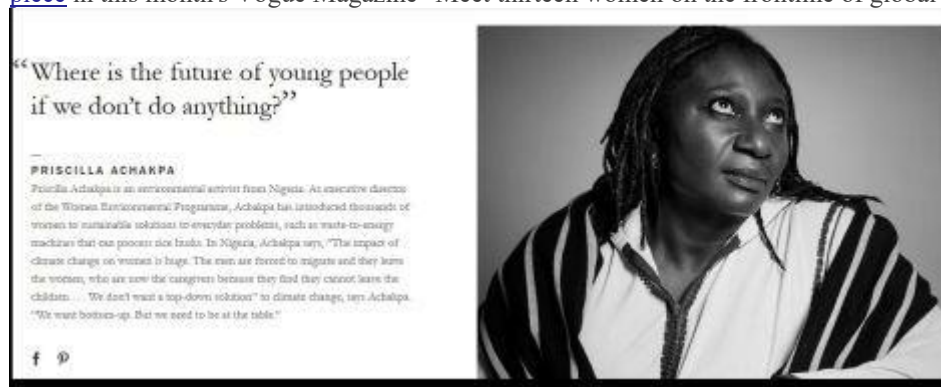 piece in this month's Vogue Magazine "Meet thirteen women on the frontline of global
“Where is the future of young people
if we don’t do anything?”
PRISCILLA ACHAKPA
Priscilla Achakpa is an environmental activist from Nigeria. As executive director
of the Women Environmental Programme, Achakpa has introduced thousands of
women to sustainable solutions to everyday problems, such as waste-to-energy
machines that can process rice husks. In Nigeria, Achakpa says, “The impact of
climate change on women is huge. The men are forced to migrate and they leave
the women, who are now the caregivers because they find they cannot leave the
children. . . . We don’t want a top-down solution” to climate change, says Achakpa.
“We want bottom-up. But we need to be at the table.”